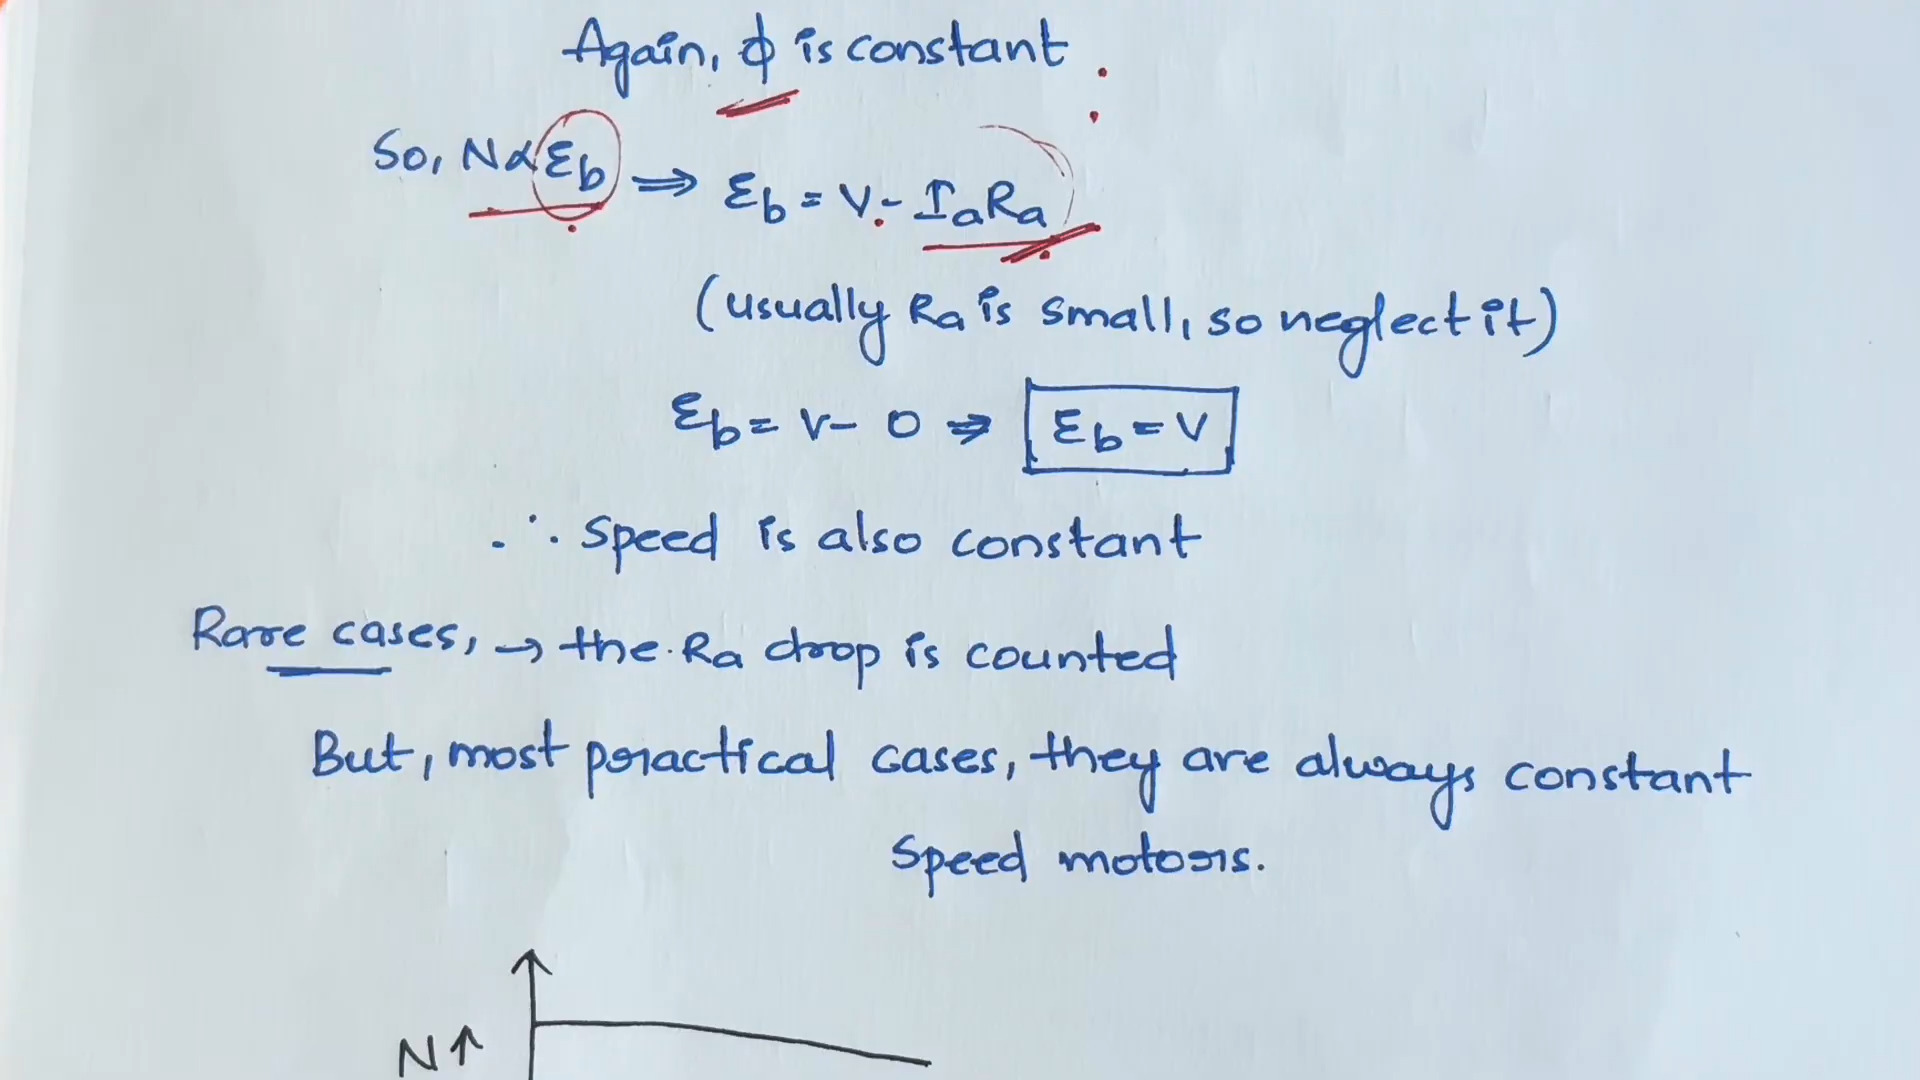 Again, ϕ is constant
So, N∝Eb ⇒ Eb = V - IaRa
(usually Ra is small, so neglect it)
Eb = V - 0 ⇒ Eb = V
∴ Speed is also constant
Rare cases, → the Ra drop is counted
But, most practical cases, they are always constant
Speed motors.
N↑